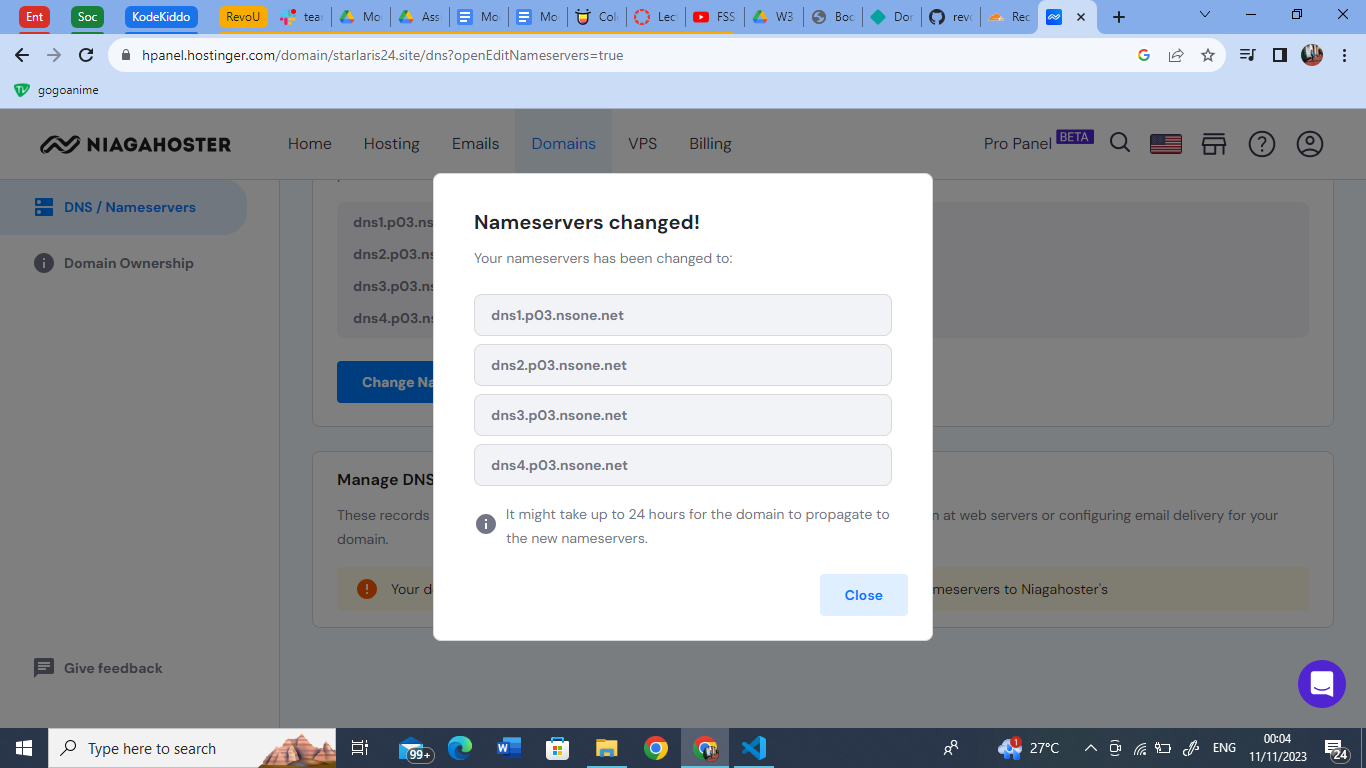 Ent
Soc
KodeKiddo
RevoU
tear
Mo
Ass
Mo
Mo
Col
Lec
FSS
W3
Boc
Dor
revo
Rec
hpanel.hostinger.com/domain/starlaris24.site/dns?openEditNameservers=true
gogoanime
NIAGAHOSTER
Home
Hosting
Emails
Domains
VPS
Billing
Pro Panel BETA
DNS / Nameservers
Domain Ownership
dns1.p03.ns
dns2.p03.ns
dns3.p03.ns
dns4.p03.ns
Change Na
Manage DNS
These records
n at web servers or configuring email delivery for your
domain.
Your d
meservers to Niagahoster's
Nameservers changed!
Your nameservers has been changed to:
dns1.p03.nsone.net
dns2.p03.nsone.net
dns3.p03.nsone.net
dns4.p03.nsone.net
It might take up to 24 hours for the domain to propagate to
the new nameservers.
Close
Give feedback
Type here to search
99+
1
27°C
ENG
00:04
11/11/2023
24